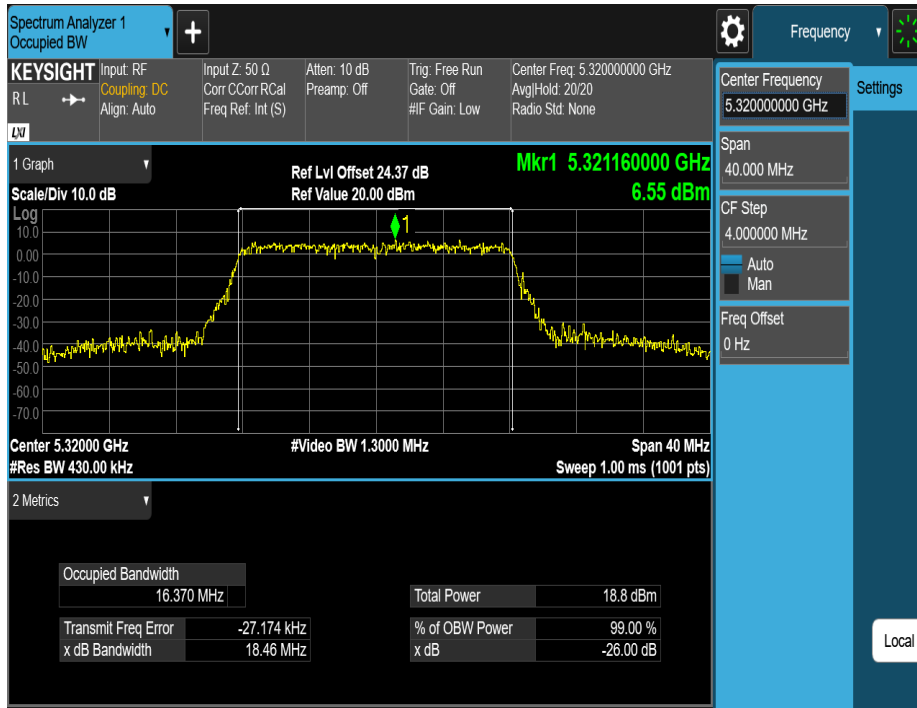 Spectrum Analyzer 1
Occupied BW
+
Frequency
KEYSIGHT
R L
LXI
Input: RF
Coupling: DC
Align: Auto
Input Z: 50 Ω
Corr CCorr RCal
Freq Ref: Int (S)
Atten: 10 dB
Preamp: Off
Trig: Free Run
Gate: Off
#IF Gain: Low
Center Freq: 5.320000000 GHz
Avg|Hold: 20/20
Radio Std: None
Center Frequency
5.320000000 GHz
Settings
Span
40.000 MHz
CF Step
4.000000 MHz
Auto
Man
Freq Offset
0 Hz
Local
1 Graph
Scale/Div 10.0 dB
Ref Lvl Offset 24.37 dB
Ref Value 20.00 dBm
Mkr1 5.321160000 GHz
6.55 dBm
Log
1
10.0
0.00
-10.0
-20.0
-30.0
-40.0
-50.0
-60.0
-70.0
Center 5.32000 GHz
#Video BW 1.3000 MHz
Span 40 MHz
#Res BW 430.00 kHz
Sweep 1.00 ms (1001 pts)
2 Metrics
Occupied Bandwidth
16.370 MHz
Total Power 18.8 dBm
Transmit Freq Error -27.174 kHz
% of OBW Power 99.00 %
x dB Bandwidth 18.46 MHz
x dB -26.00 dB